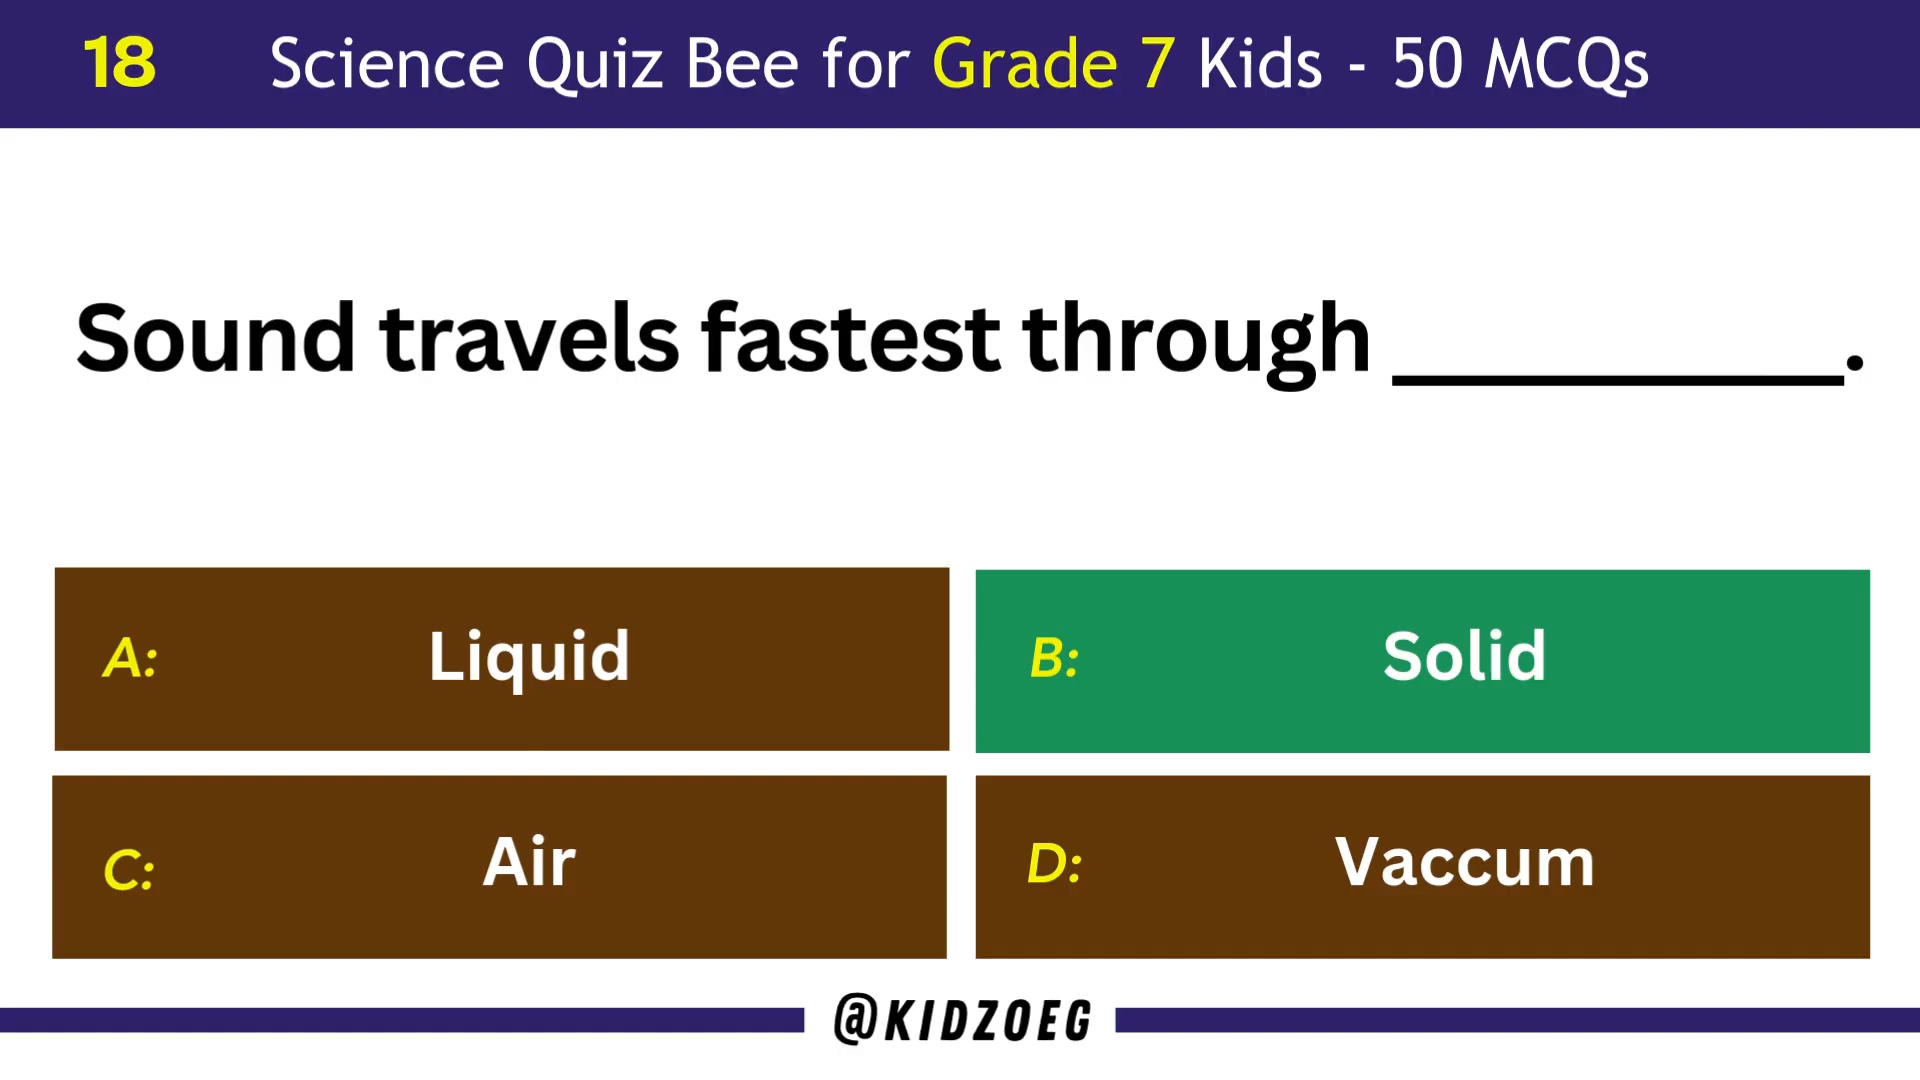 18 Science Quiz Bee for Grade 7 Kids - 50 MCQs
Sound travels fastest through __________.
A: Liquid
B: Solid
C: Air
D: Vaccum
@KIDZOEG